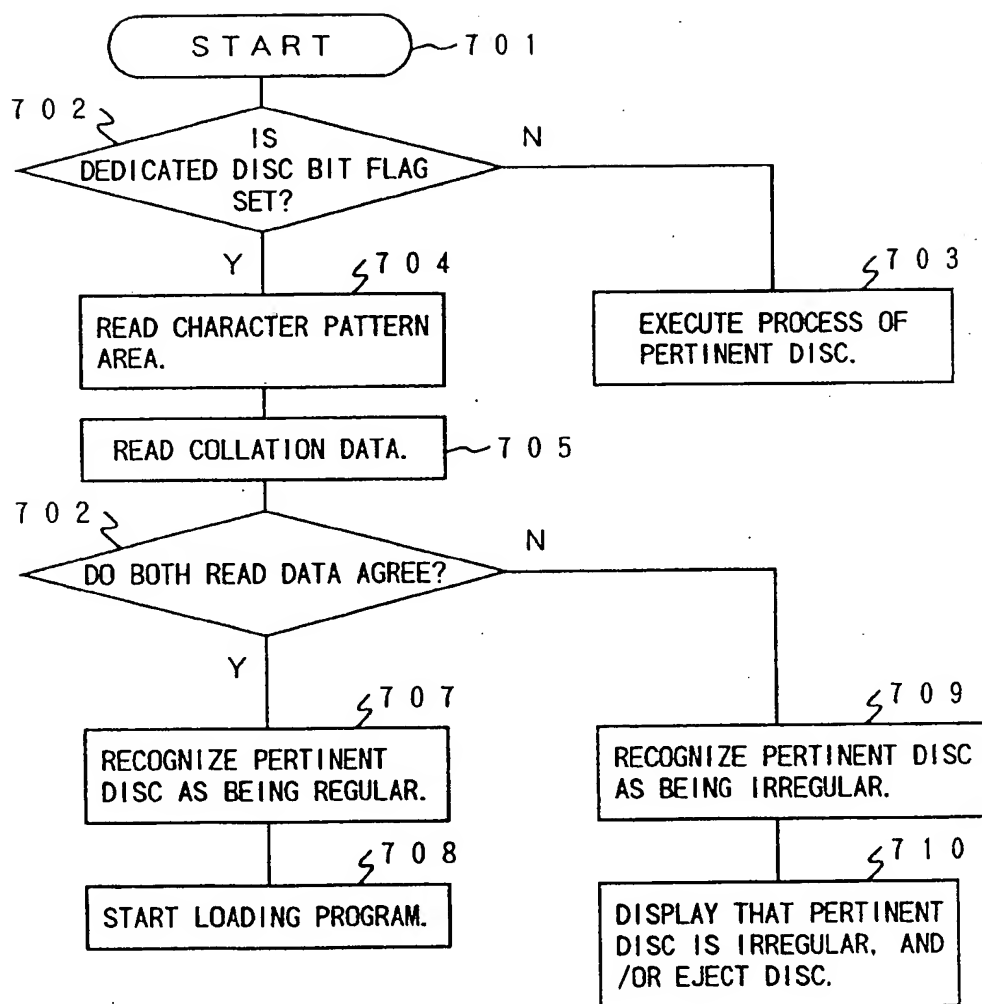 START
701
702
IS
DEDICATED DISC BIT FLAG
SET?
N
Y
704
703
READ CHARACTER PATTERN
AREA.
EXECUTE PROCESS OF
PERTINENT DISC.
READ COLLATION DATA.
705
702
DO BOTH READ DATA AGREE?
N
Y
707
709
RECOGNIZE PERTINENT
DISC AS BEING REGULAR.
RECOGNIZE PERTINENT DISC
AS BEING IRREGULAR.
708
710
START LOADING PROGRAM.
DISPLAY THAT PERTINENT
DISC IS IRREGULAR, AND
/OR EJECT DISC.